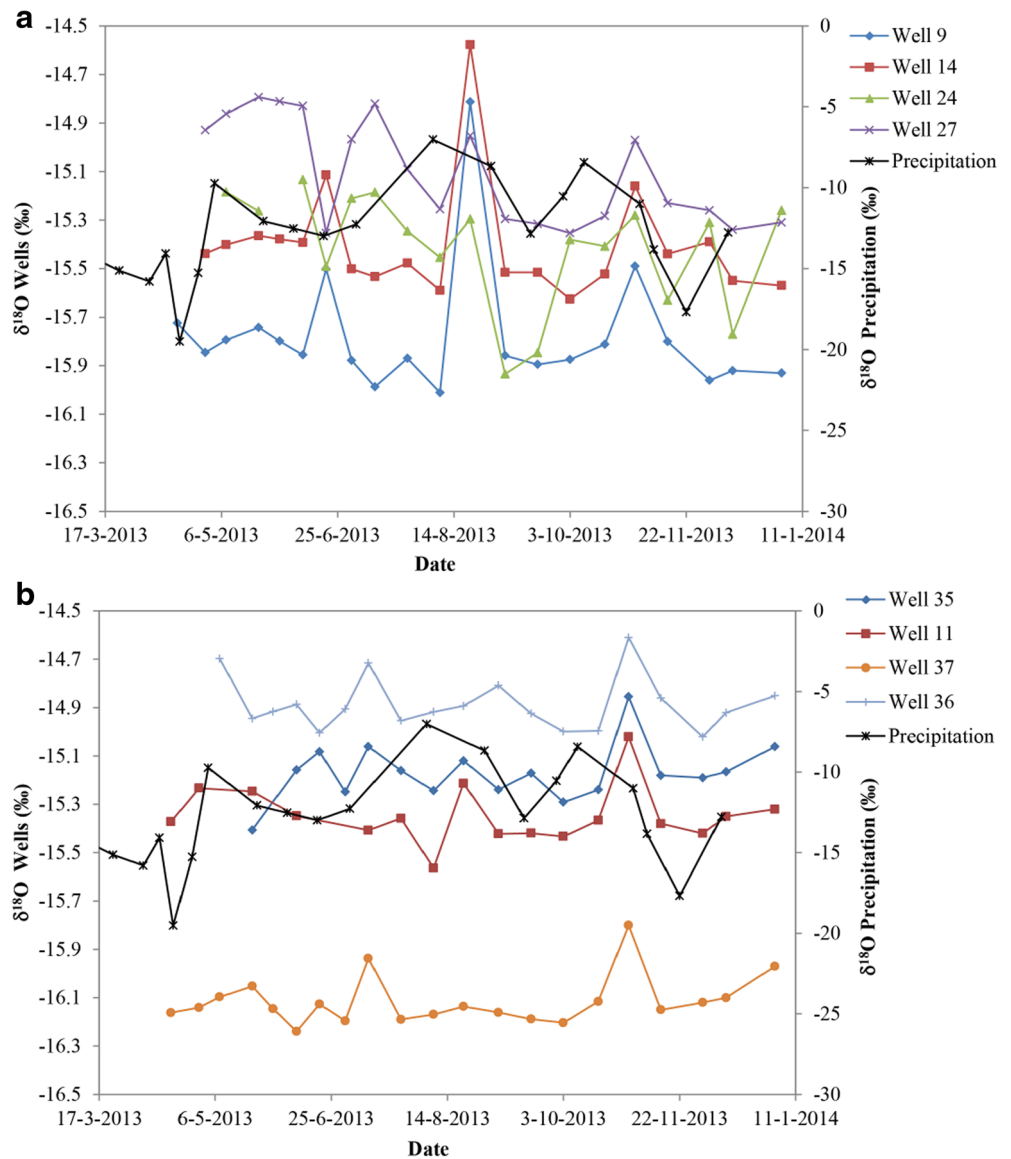 a
-14.5
-14.7
-14.9
-15.1
-15.3
-15.5
-15.7
-15.9
-16.1
-16.3
-16.5
δ¹⁸O Wells (‰)
0
-5
-10
-15
-20
-25
-30
δ¹⁸O Precipitation (‰)
17-3-2013 6-5-2013 25-6-2013 14-8-2013 3-10-2013 22-11-2013 11-1-2014
Date
Well 9
Well 14
Well 24
Well 27
Precipitation
b
-14.5
-14.7
-14.9
-15.1
-15.3
-15.5
-15.7
-15.9
-16.1
-16.3
-16.5
δ¹⁸O Wells (‰)
0
-5
-10
-15
-20
-25
-30
δ¹⁸O Precipitation (‰)
17-3-2013 6-5-2013 25-6-2013 14-8-2013 3-10-2013 22-11-2013 11-1-2014
Date
Well 35
Well 11
Well 37
Well 36
Precipitation